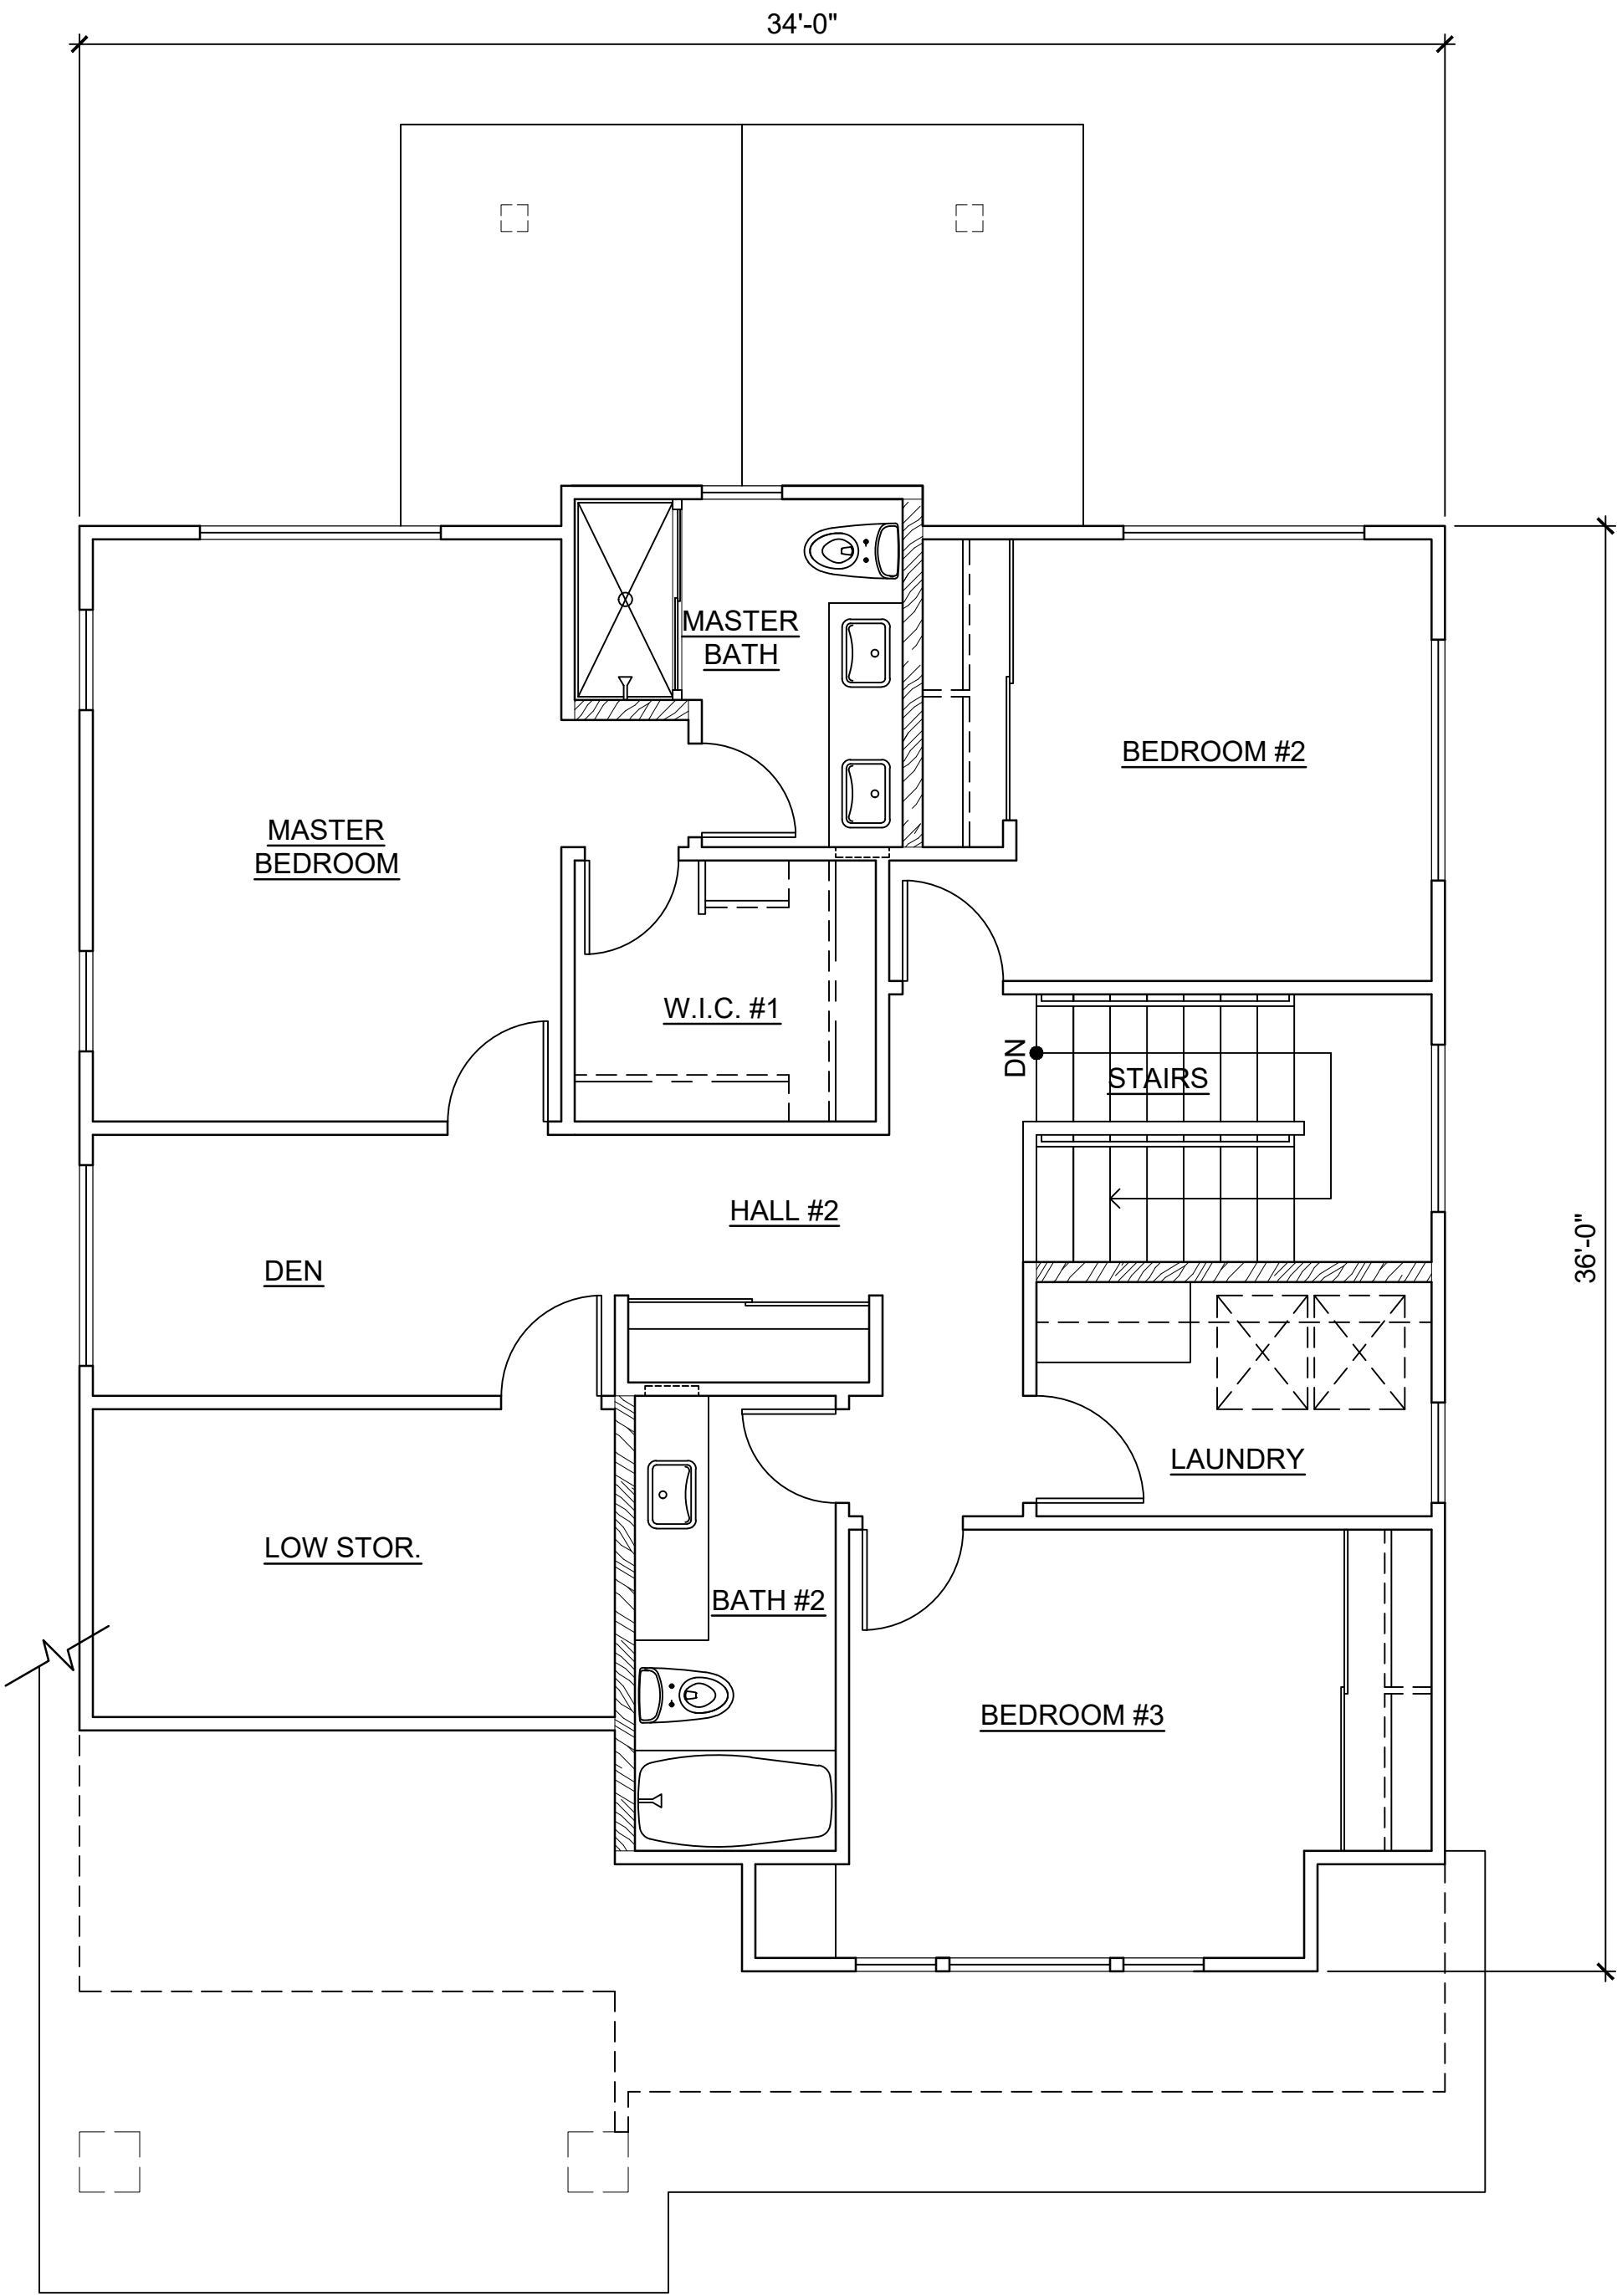 34'-0"
MASTER
BATH
BEDROOM #2
MASTER
BEDROOM
W.I.C. #1
DN
STAIRS
HALL #2
36'-0"
DEN
LAUNDRY
LOW STOR.
BATH #2
BEDROOM #3